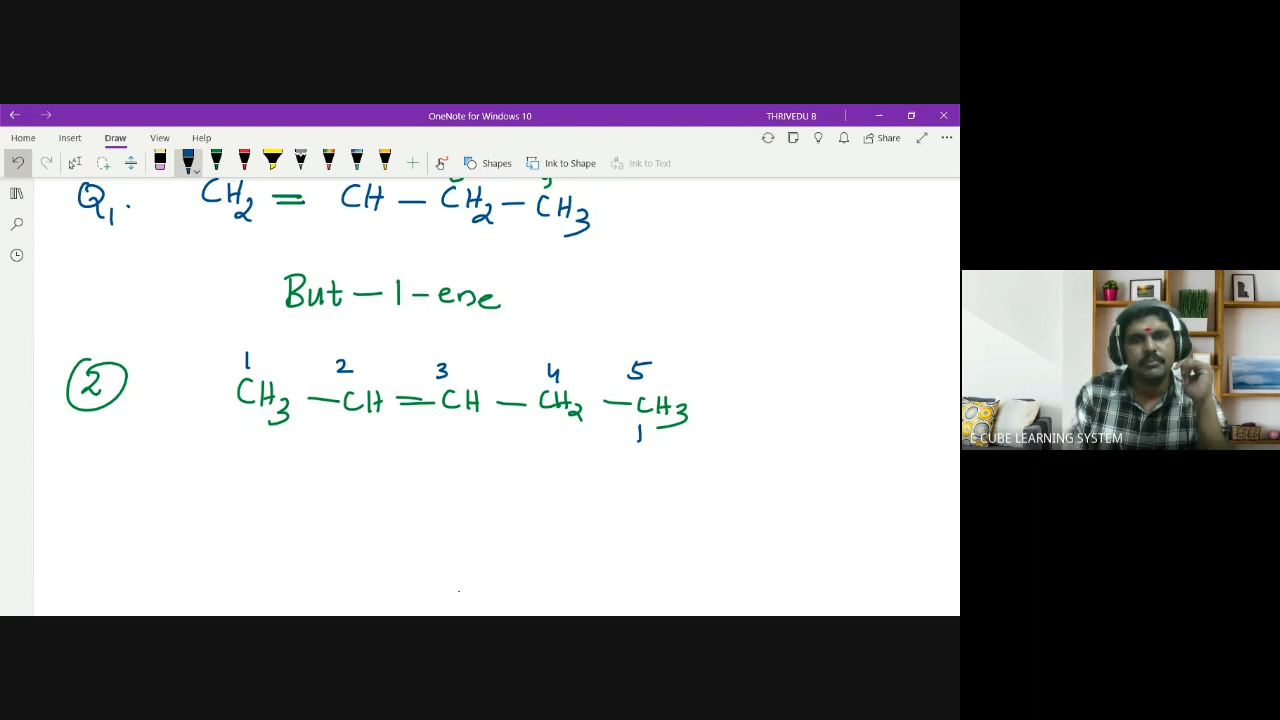 OneNote for Windows 10
THRIVEDU B
Home Insert Draw View Help
Share
Shapes Ink to Shape Ink to Text
Q1. CH2 = CH — CH2 — CH3
But — 1 - ene
1 2 3 4 5
2 CH3 — CH = CH — CH2 — CH3
1
E CUBE LEARNING SYSTEM